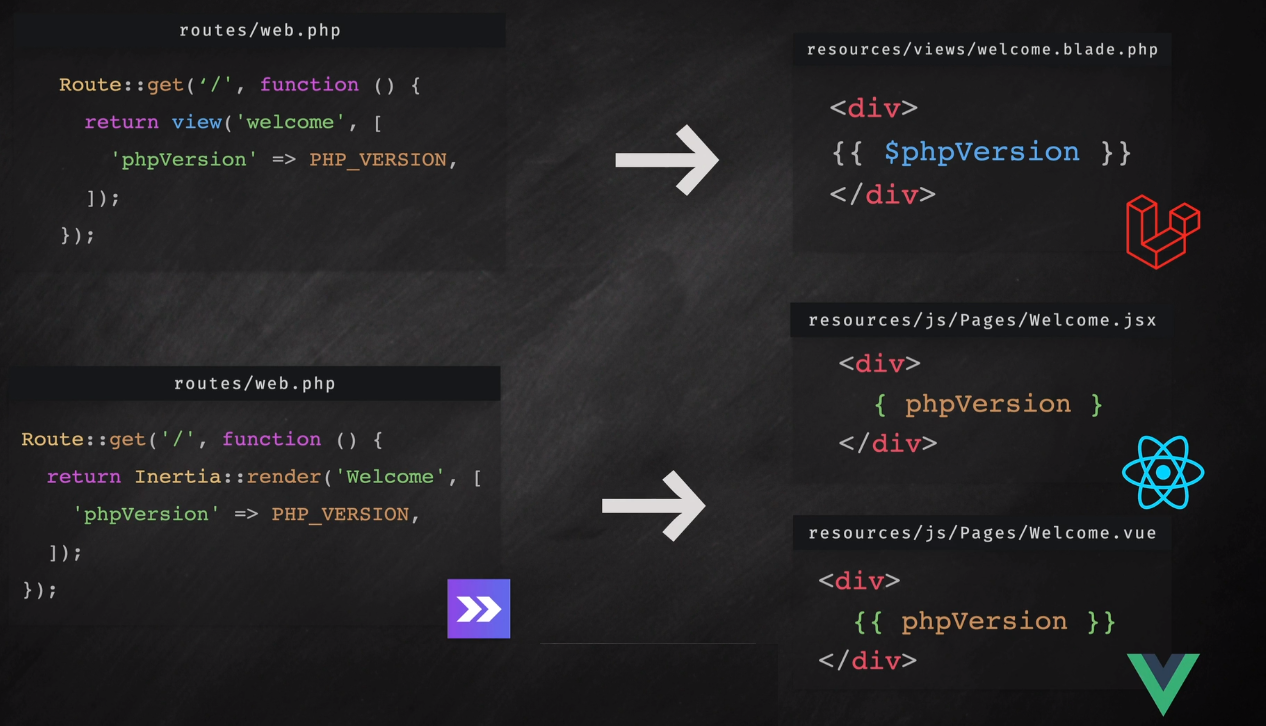 routes/web.php
Route::get(‘/', function () {
return view('welcome', [
'phpVersion' => PHP_VERSION,
]);
});
resources/views/welcome.blade.php
<div>
{{ $phpVersion }}
</div>
routes/web.php
Route::get('/', function () {
return Inertia::render('Welcome', [
'phpVersion' => PHP_VERSION,
]);
});
resources/js/Pages/Welcome.jsx
<div>
{ phpVersion }
</div>
resources/js/Pages/Welcome.vue
<div>
{{ phpVersion }}
</div>